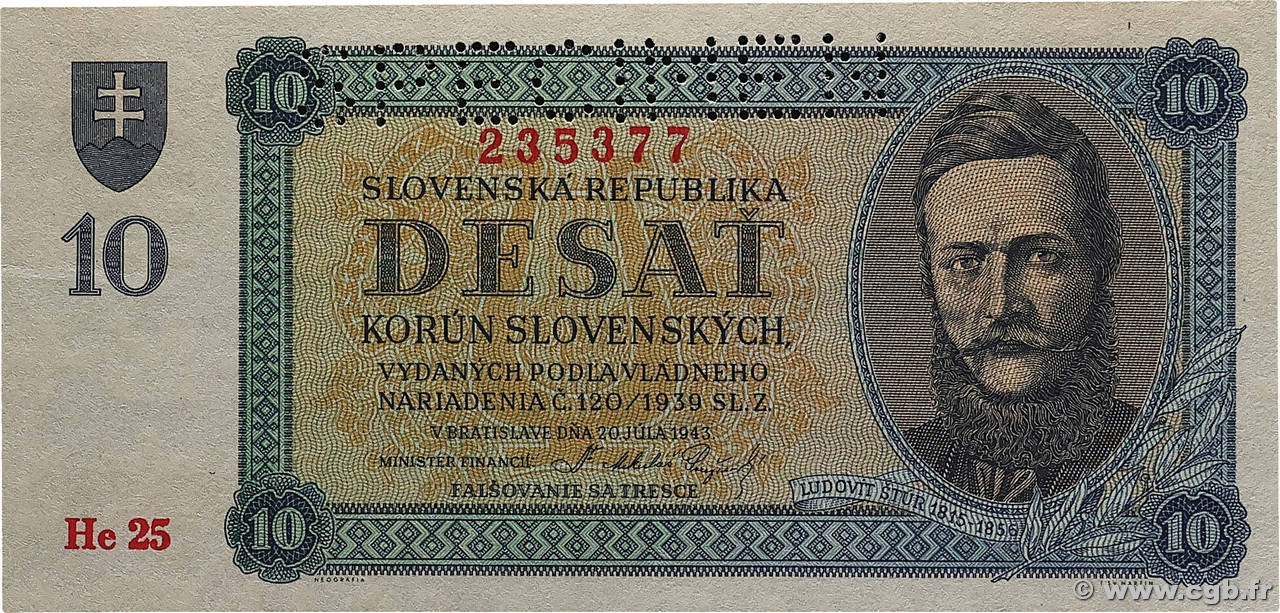 10
10
10
235377
SLOVENSKÁ REPUBLIKA
DESAŤ
KORÚN SLOVENSKÝCH,
VYDANÝCH PODĽA VLÁDNEHO
NARIADENIA Č. 120/1939 SL. Z.
V BRATISLAVE DŇA 20. JÚLA 1943
MINISTER FINANCIÍ:
FALŠOVANIE SA TRESCE
ĽUDOVÍT ŠTÚR 1815-1856
He 25
10
10
NEOGRAFIA
© www.cgb.fr